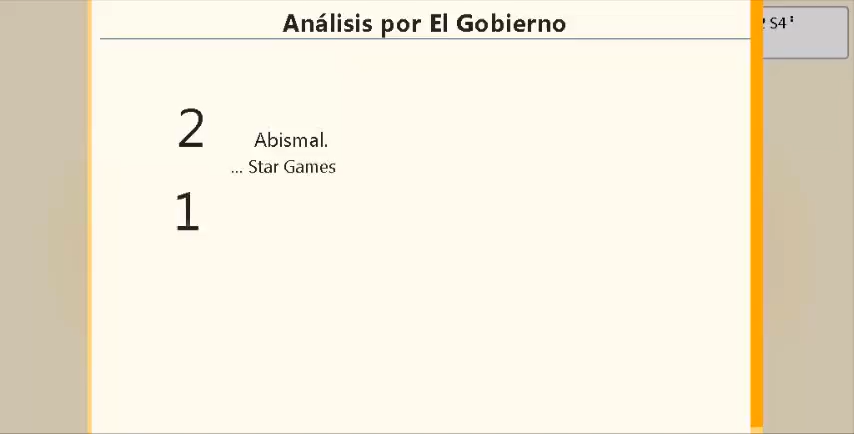 Análisis por El Gobierno
S4
2
Abismal.
... Star Games
1